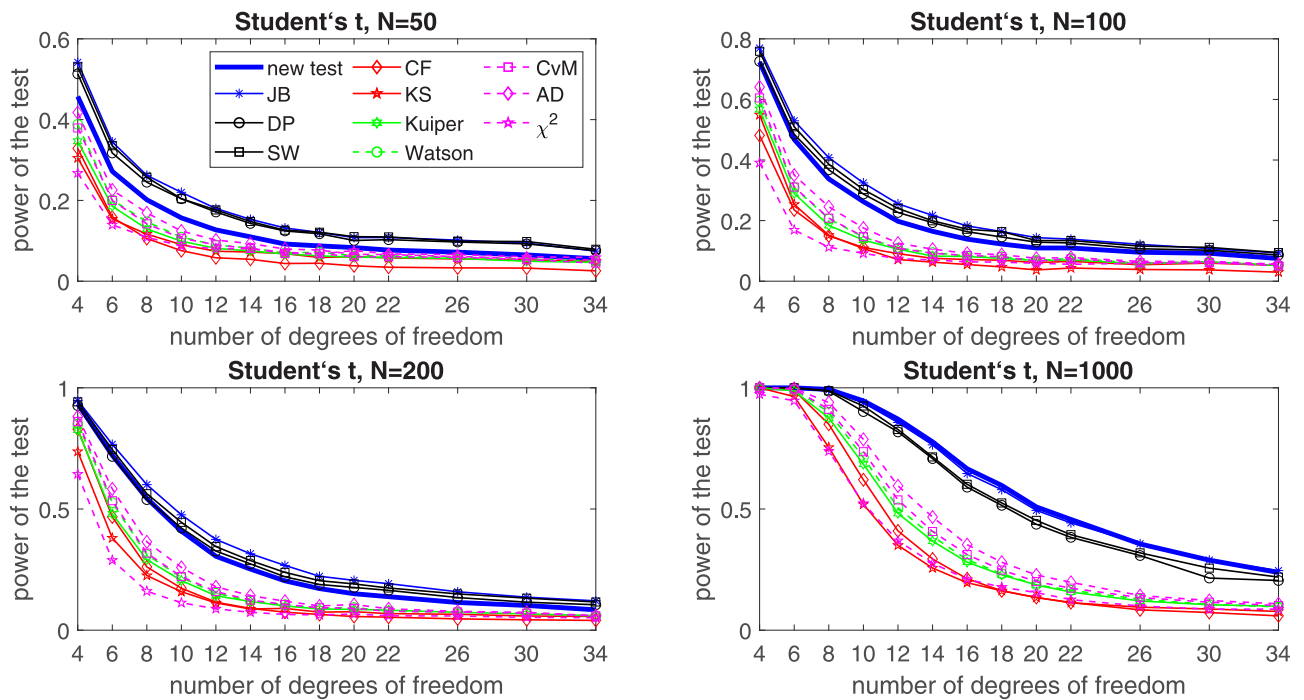 Student‘s t, N=50
0.6
0.4
0.2
0
power of the test
new test
JB
DP
SW
CF
KS
Kuiper
Watson
CvM
AD
χ2
4 6 8 10 12 14 16 18 20 22 26 30 34
number of degrees of freedom
Student‘s t, N=100
0.8
0.6
0.4
0.2
0
power of the test
4 6 8 10 12 14 16 18 20 22 26 30 34
number of degrees of freedom
Student‘s t, N=200
1
0.5
0
power of the test
4 6 8 10 12 14 16 18 20 22 26 30 34
number of degrees of freedom
Student‘s t, N=1000
1
0.5
0
power of the test
4 6 8 10 12 14 16 18 20 22 26 30 34
number of degrees of freedom